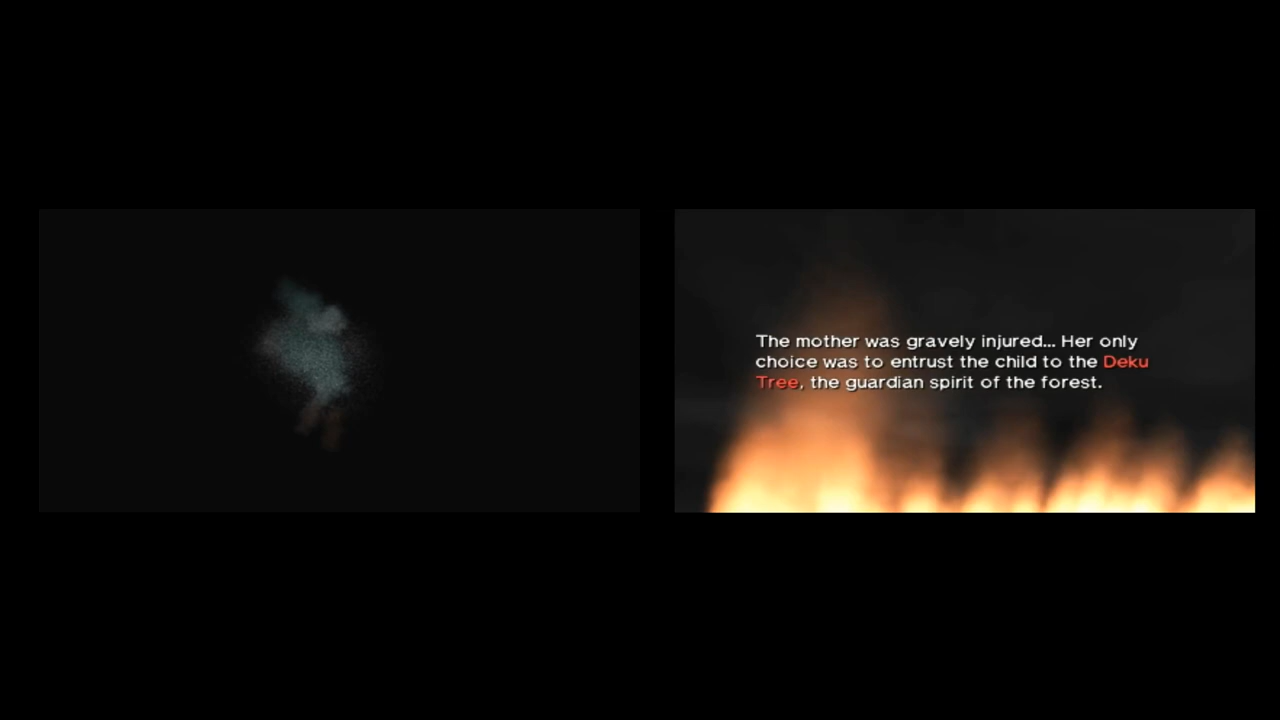 The mother was gravely injured... Her only
choice was to entrust the child to the Deku
Tree, the guardian spirit of the forest.